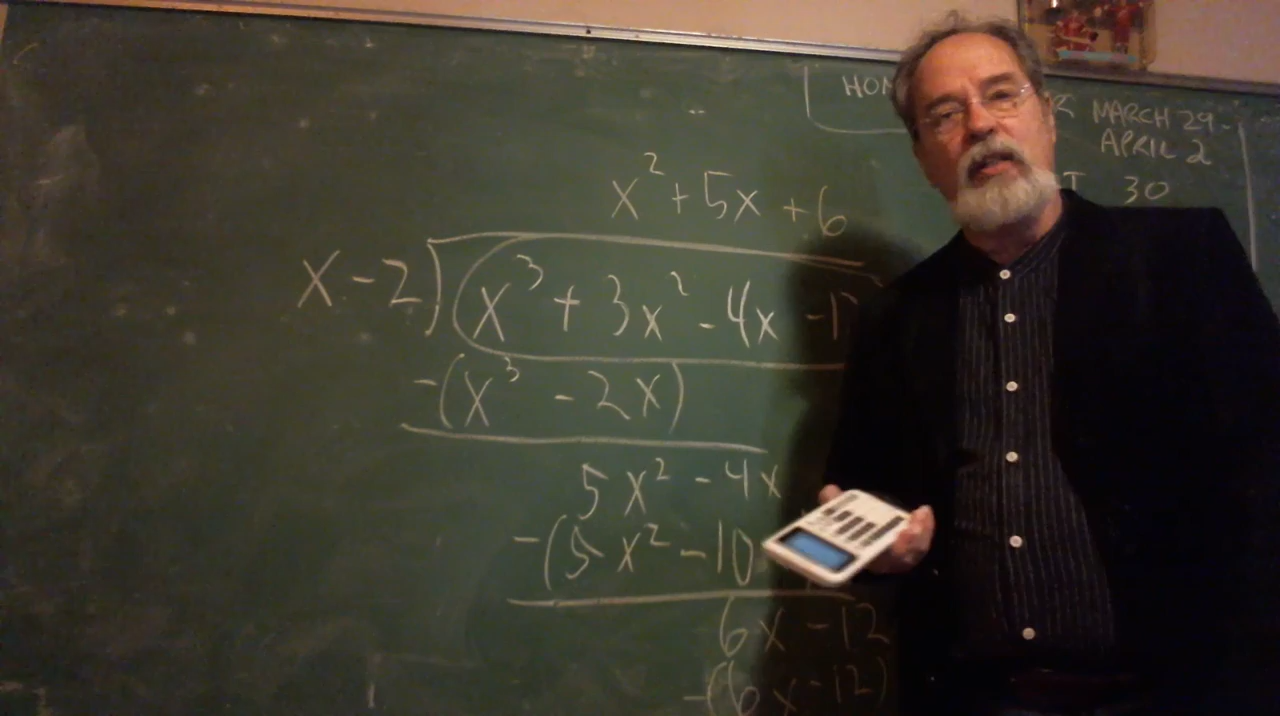 MARCH 29-
APRIL 2
30
x² + 5x + 6
x - 2) (x³ + 3x² - 4x - 1
-(x³ - 2x)
5x² - 4x
-(5x² - 10
6x - 12
-(6x - 12)